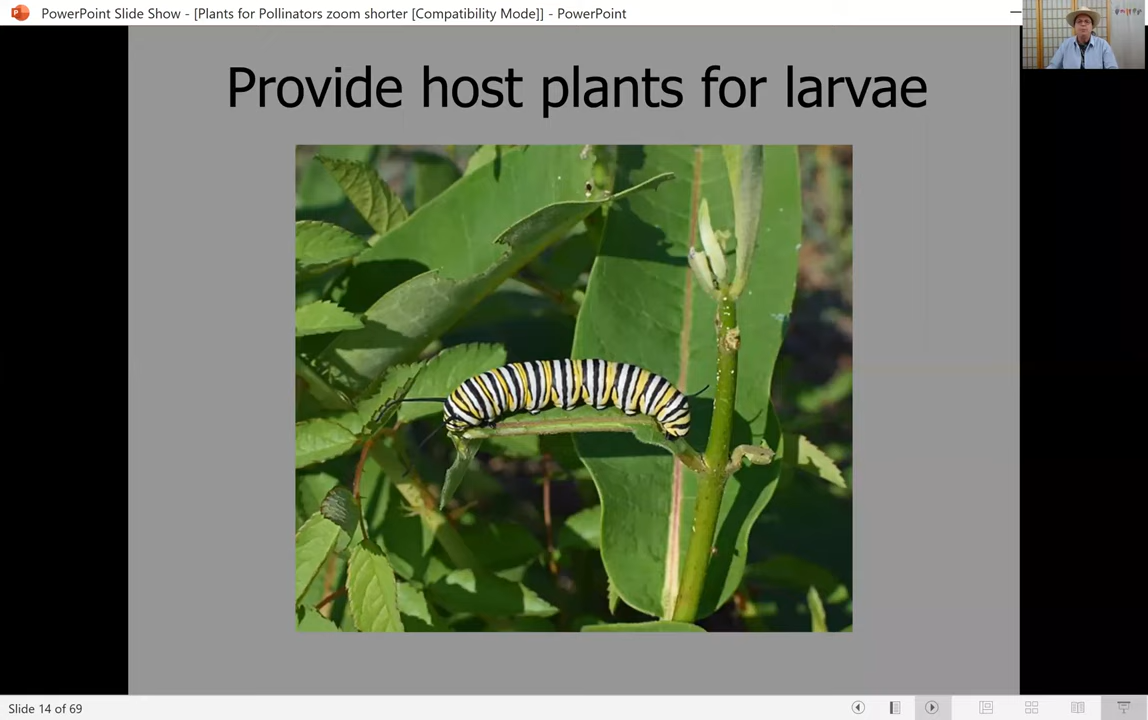 PowerPoint Slide Show - [Plants for Pollinators zoom shorter [Compatibility Mode]] - PowerPoint
Provide host plants for larvae
Slide 14 of 69